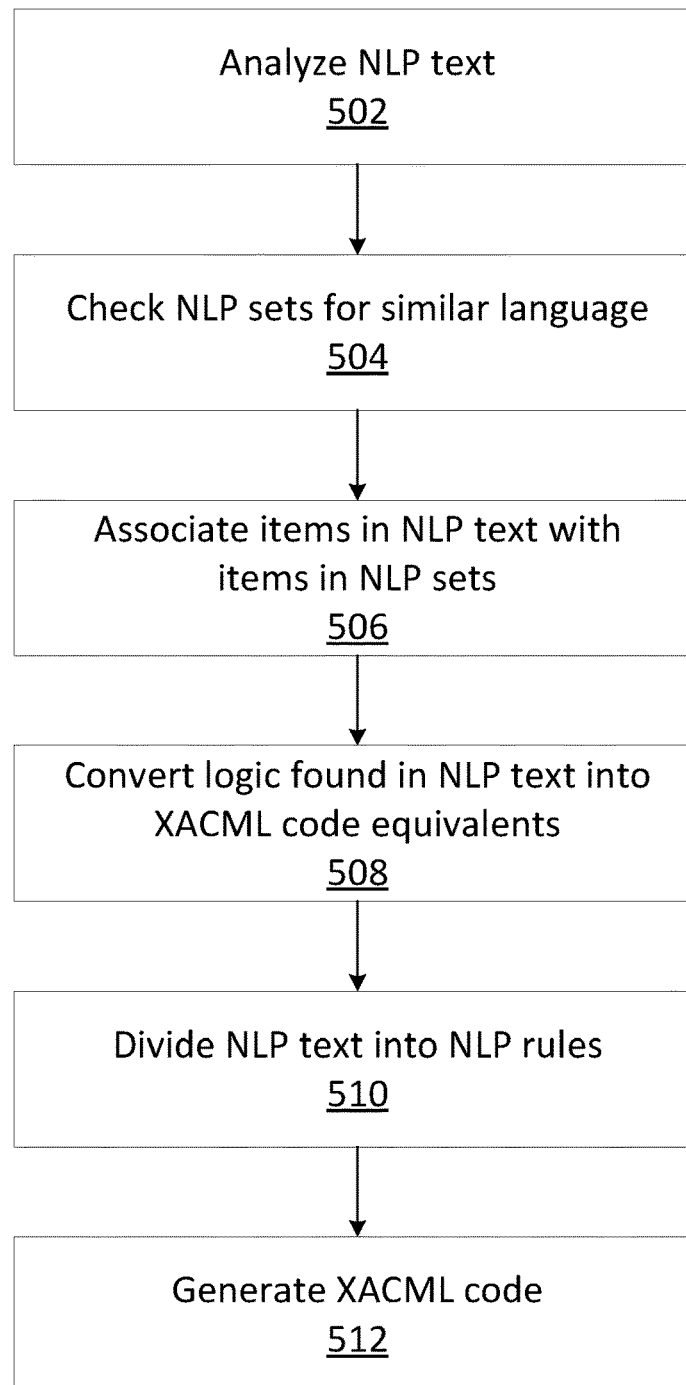 Analyze NLP text
502
Check NLP sets for similar language
504
Associate items in NLP text with
items in NLP sets
506
Convert logic found in NLP text into
XACML code equivalents
508
Divide NLP text into NLP rules
510
Generate XACML code
512